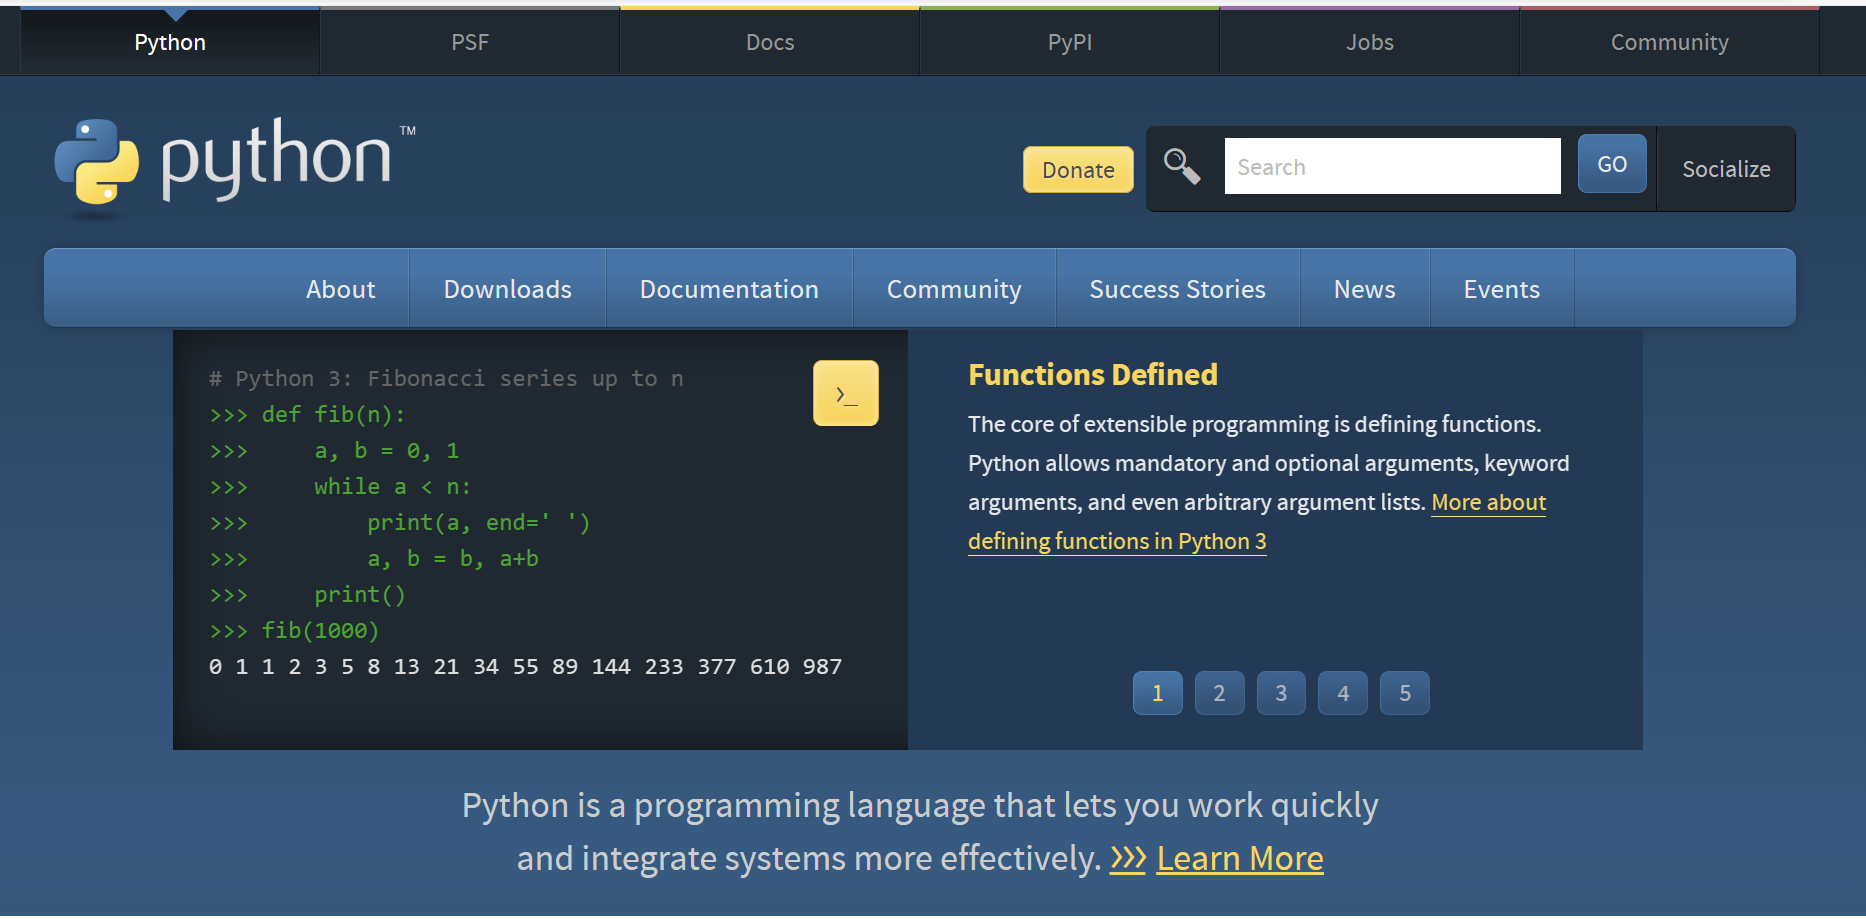 Python PSF Docs PyPI Jobs Community
python™
Donate Search GO Socialize
About Downloads Documentation Community Success Stories News Events
# Python 3: Fibonacci series up to n
>>> def fib(n):
>>>     a, b = 0, 1
>>>     while a < n:
>>>         print(a, end=' ')
>>>         a, b = b, a+b
>>>     print()
>>> fib(1000)
0 1 1 2 3 5 8 13 21 34 55 89 144 233 377 610 987
>_
Functions Defined
The core of extensible programming is defining functions.
Python allows mandatory and optional arguments, keyword
arguments, and even arbitrary argument lists. More about
defining functions in Python 3
1 2 3 4 5
Python is a programming language that lets you work quickly
and integrate systems more effectively. >>> Learn More